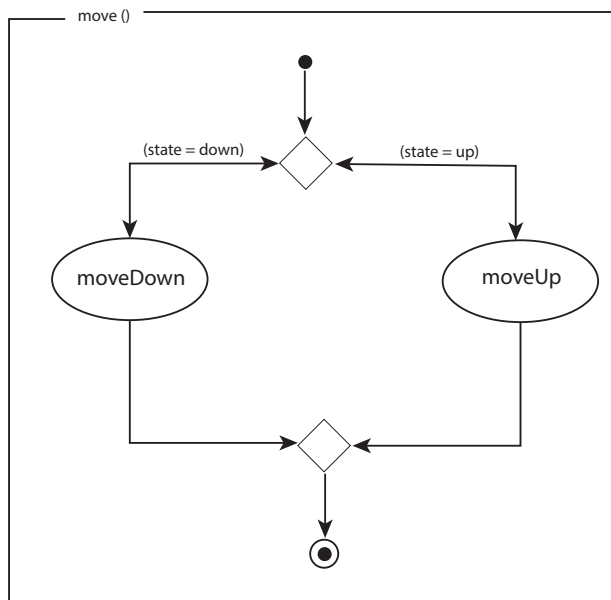 move ()
(state = down)
(state = up)
moveDown
moveUp